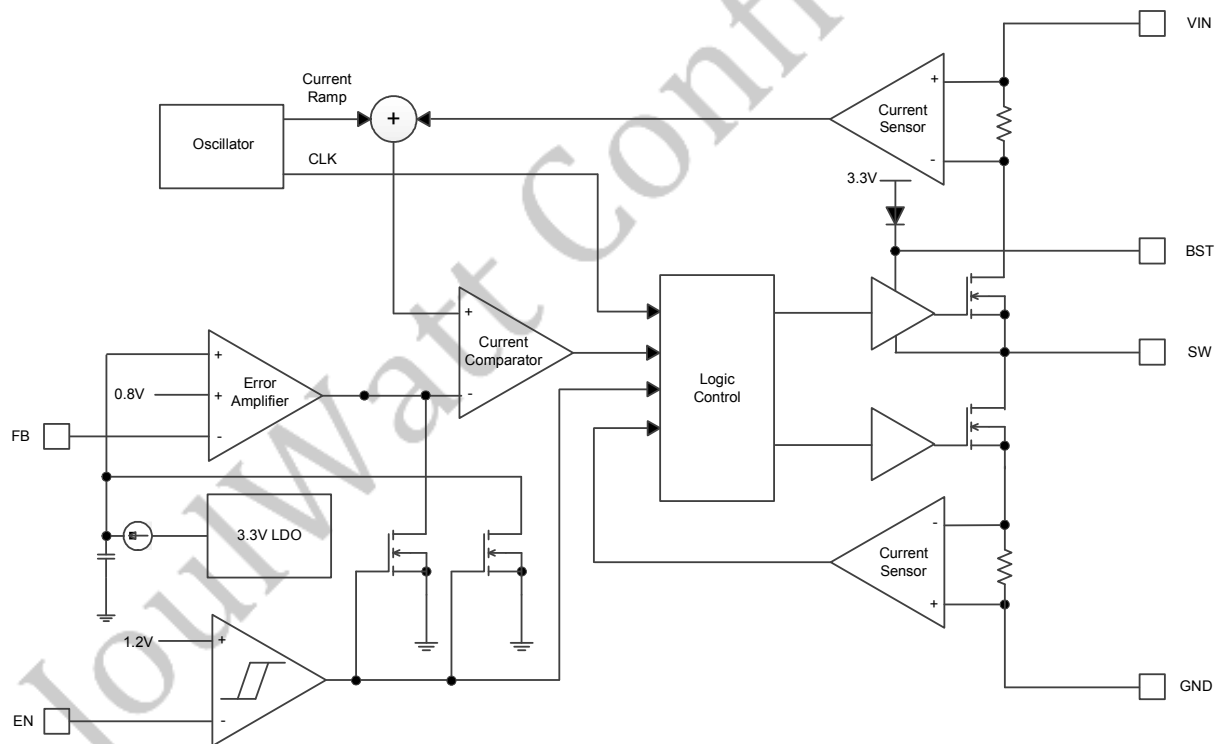 VIN
Current
Ramp
+
Current
Sensor
+
-
Oscillator
CLK
3.3V
BST
+
Current
Comparator
-
SW
+
0.8V
+
Error
Amplifier
-
FB
Logic
Control
3.3V LDO
-
Current
Sensor
+
1.2V
+
-
EN
GND
JoulWatt Confi